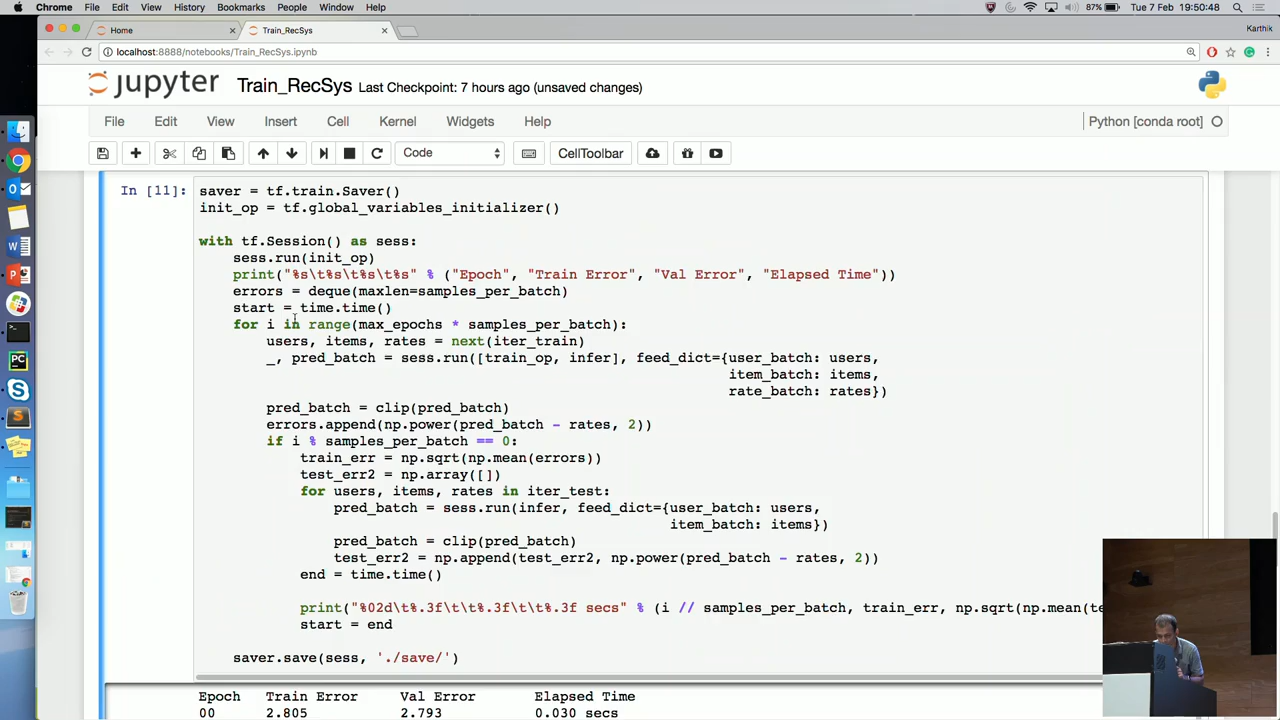 Chrome File Edit View History Bookmarks People Window Help 87% Tue 7 Feb 19:50:48
Home Train_RecSys Karthik
localhost:8888/notebooks/Train_RecSys.ipynb
jupyter Train_RecSys Last Checkpoint: 7 hours ago (unsaved changes)
File Edit View Insert Cell Kernel Widgets Help Python [conda root]
Code CellToolbar
In [11]: saver = tf.train.Saver()
init_op = tf.global_variables_initializer()
with tf.Session() as sess:
sess.run(init_op)
print("%s\t%s\t%s\t%s" % ("Epoch", "Train Error", "Val Error", "Elapsed Time"))
errors = deque(maxlen=samples_per_batch)
start = time.time()
for i in range(max_epochs * samples_per_batch):
users, items, rates = next(iter_train)
_, pred_batch = sess.run([train_op, infer], feed_dict={user_batch: users,
item_batch: items,
rate_batch: rates})
pred_batch = clip(pred_batch)
errors.append(np.power(pred_batch - rates, 2))
if i % samples_per_batch == 0:
train_err = np.sqrt(np.mean(errors))
test_err2 = np.array([])
for users, items, rates in iter_test:
pred_batch = sess.run(infer, feed_dict={user_batch: users,
item_batch: items})
pred_batch = clip(pred_batch)
test_err2 = np.append(test_err2, np.power(pred_batch - rates, 2))
end = time.time()
print("%02d\t%.3f\t\t%.3f\t\t%.3f secs" % (i // samples_per_batch, train_err, np.sqrt(np.mean(te
start = end
saver.save(sess, './save/')
Epoch Train Error Val Error Elapsed Time
00 2.805 2.793 0.030 secs